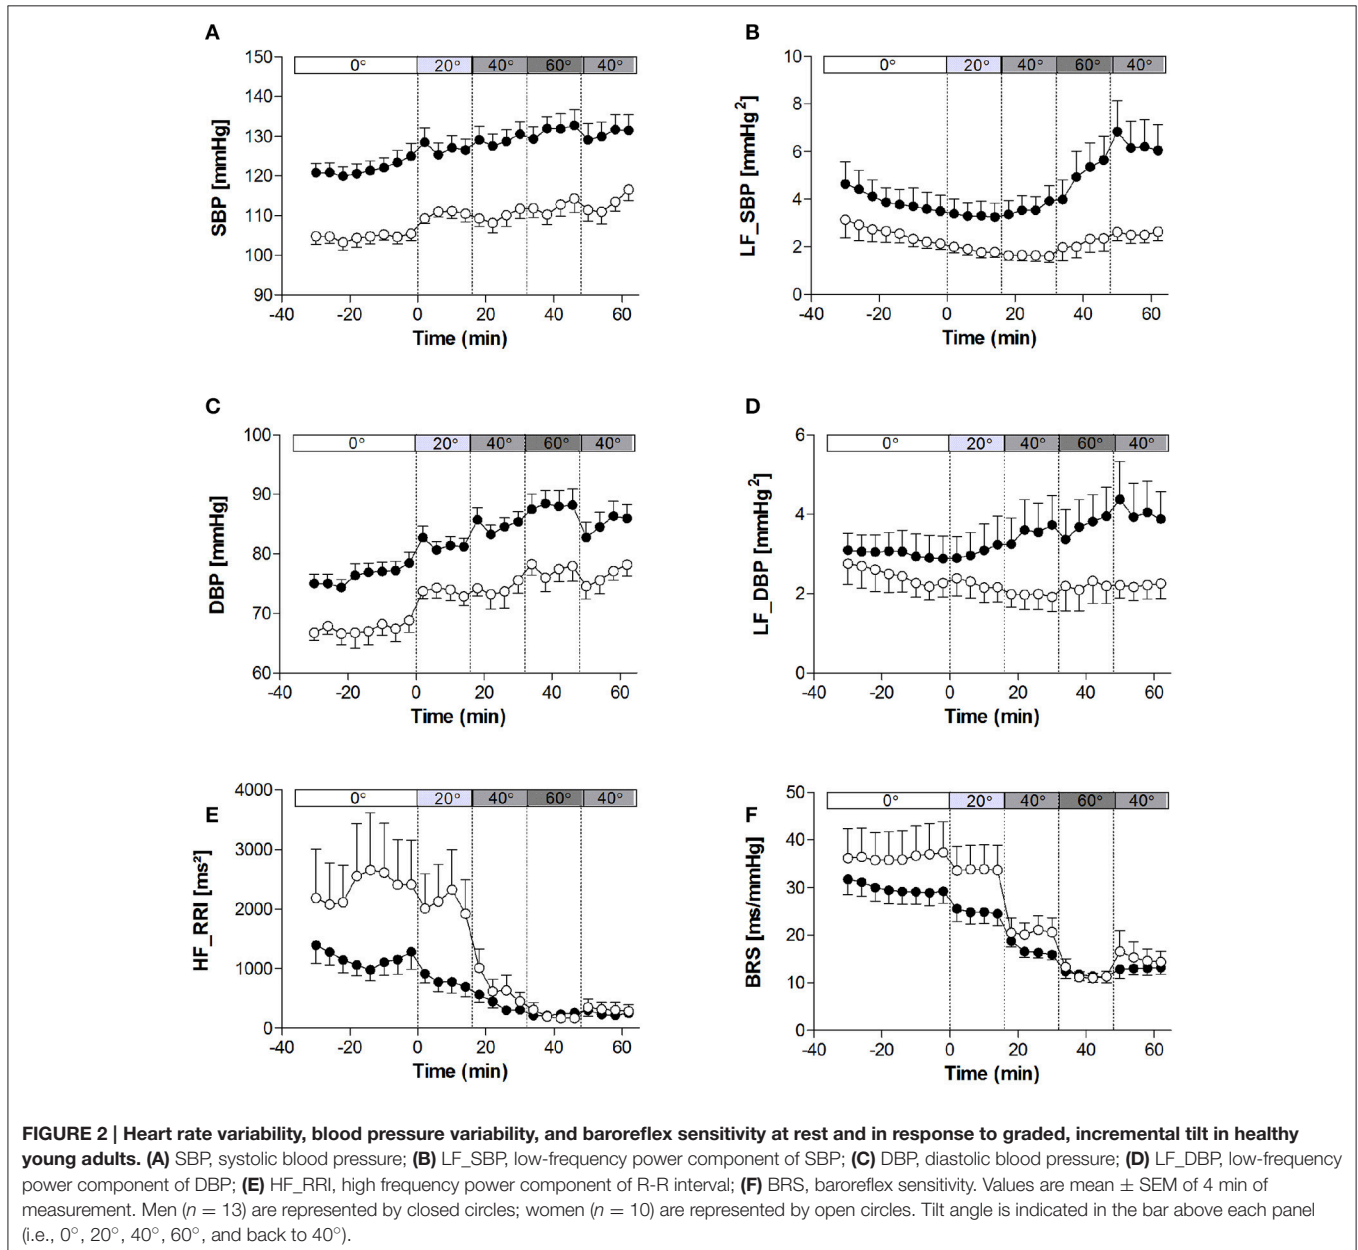 A
SBP [mmHg]
150
140
130
120
110
100
90
0° 20° 40° 60° 40°
-40 -20 0 20 40 60
Time (min)
B
LF_SBP [mmHg²]
10
8
6
4
2
0
0° 20° 40° 60° 40°
-40 -20 0 20 40 60
Time (min)
C
DBP [mmHg]
100
90
80
70
60
0° 20° 40° 60° 40°
-40 -20 0 20 40 60
Time (min)
D
LF_DBP [mmHg²]
6
4
2
0
0° 20° 40° 60° 40°
-40 -20 0 20 40 60
Time (min)
E
HF_RRI [ms²]
4000
3000
2000
1000
0
0° 20° 40° 60° 40°
-40 -20 0 20 40 60
Time (min)
F
BRS [ms/mmHg]
50
40
30
20
10
0
0° 20° 40° 60° 40°
-40 -20 0 20 40 60
Time (min)
FIGURE 2 | Heart rate variability, blood pressure variability, and baroreflex sensitivity at rest and in response to graded, incremental tilt in healthy
young adults. (A) SBP, systolic blood pressure; (B) LF_SBP, low-frequency power component of SBP; (C) DBP, diastolic blood pressure; (D) LF_DBP, low-frequency
power component of DBP; (E) HF_RRI, high frequency power component of R-R interval; (F) BRS, baroreflex sensitivity. Values are mean ± SEM of 4 min of
measurement. Men (n = 13) are represented by closed circles; women (n = 10) are represented by open circles. Tilt angle is indicated in the bar above each panel
(i.e., 0°, 20°, 40°, 60°, and back to 40°).